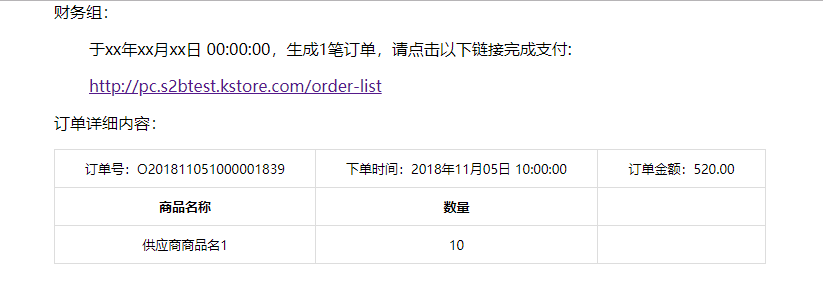 财务组：
于xx年xx月xx日 00:00:00，生成1笔订单，请点击以下链接完成支付:
http://pc.s2btest.kstore.com/order-list
订单详细内容：
订单号：O201811051000001839 下单时间：2018年11月05日 10:00:00 订单金额：520.00
商品名称 数量
供应商商品名1 10